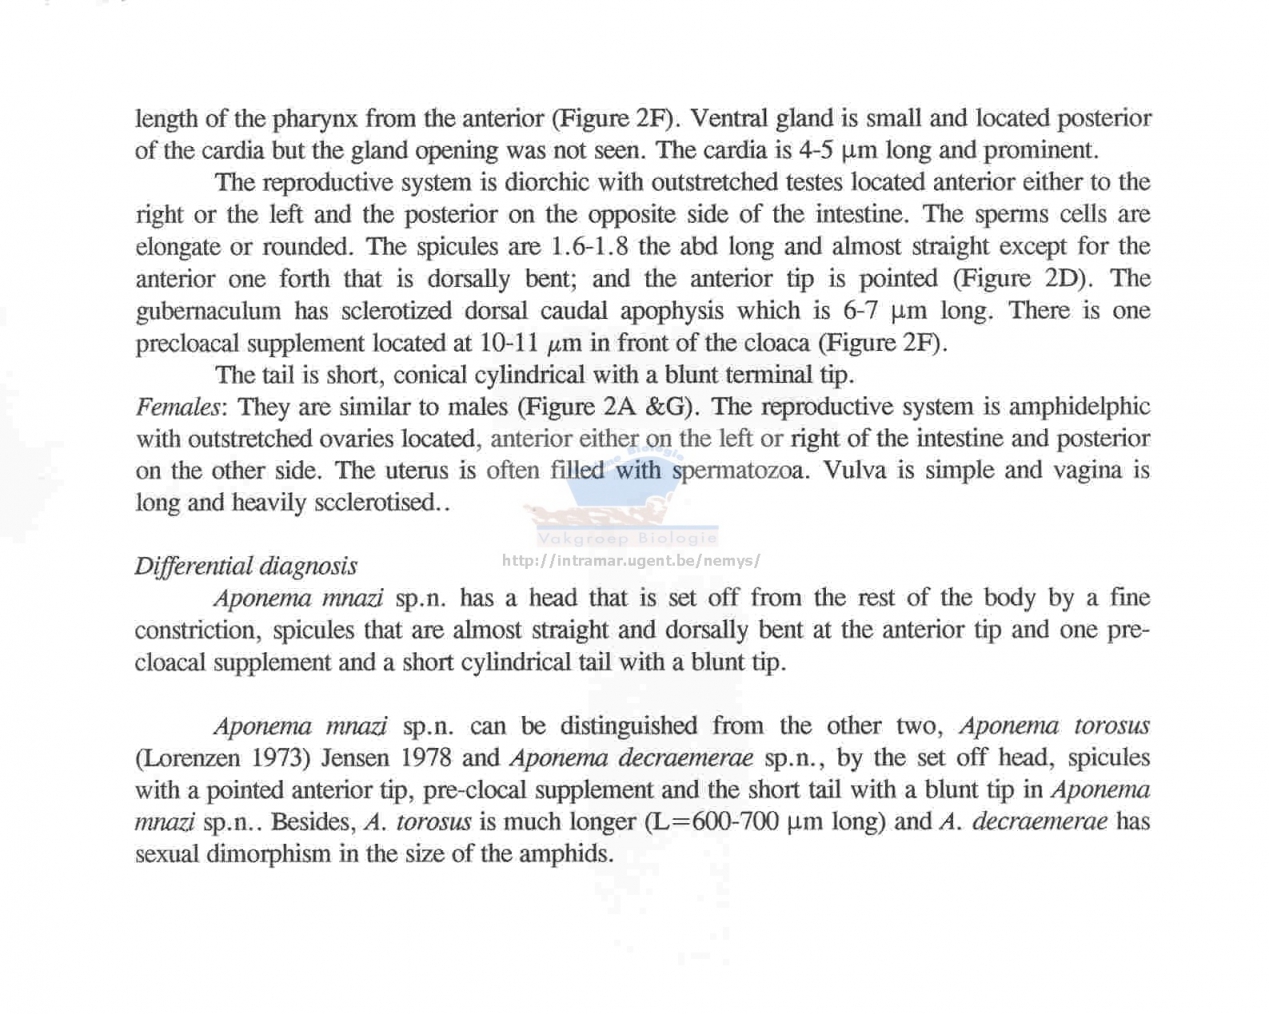 length of the pharynx from the anterior (Figure 2F). Ventral gland is small and located posterior
of the cardia but the gland opening was not seen. The cardia is 4-5 μm long and prominent.
The reproductive system is diorchic with outstretched testes located anterior either to the
right or the left and the posterior on the opposite side of the intestine. The sperms cells are
elongate or rounded. The spicules are 1.6-1.8 the abd long and almost straight except for the
anterior one forth that is dorsally bent; and the anterior tip is pointed (Figure 2D). The
gubernaculum has sclerotized dorsal caudal apophysis which is 6-7 μm long. There is one
precloacal supplement located at 10-11 μm in front of the cloaca (Figure 2F).
The tail is short, conical cylindrical with a blunt terminal tip.
Females: They are similar to males (Figure 2A &G). The reproductive system is amphidelphic
with outstretched ovaries located, anterior either on the left or right of the intestine and posterior
on the other side. The uterus is often filled with spermatozoa. Vulva is simple and vagina is
long and heavily scclerotised..
Biologie
Vakgroep Biologie
http://intramar.ugent.be/nemys/
Differential diagnosis
Aponema mnazi sp.n. has a head that is set off from the rest of the body by a fine
constriction, spicules that are almost straight and dorsally bent at the anterior tip and one pre-
cloacal supplement and a short cylindrical tail with a blunt tip.
Aponema mnazi sp.n. can be distinguished from the other two, Aponema torosus
(Lorenzen 1973) Jensen 1978 and Aponema decraemerae sp.n., by the set off head, spicules
with a pointed anterior tip, pre-clocal supplement and the short tail with a blunt tip in Aponema
mnazi sp.n.. Besides, A. torosus is much longer (L=600-700 μm long) and A. decraemerae has
sexual dimorphism in the size of the amphids.